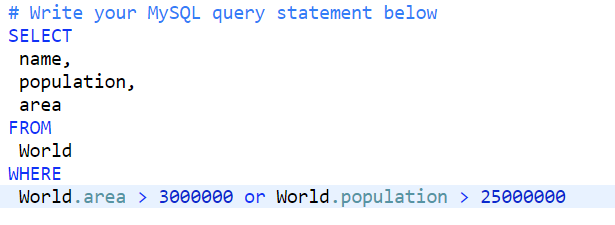 # Write your MySQL query statement below
SELECT
name,
population,
area
FROM
World
WHERE
World.area > 3000000 or World.population > 25000000